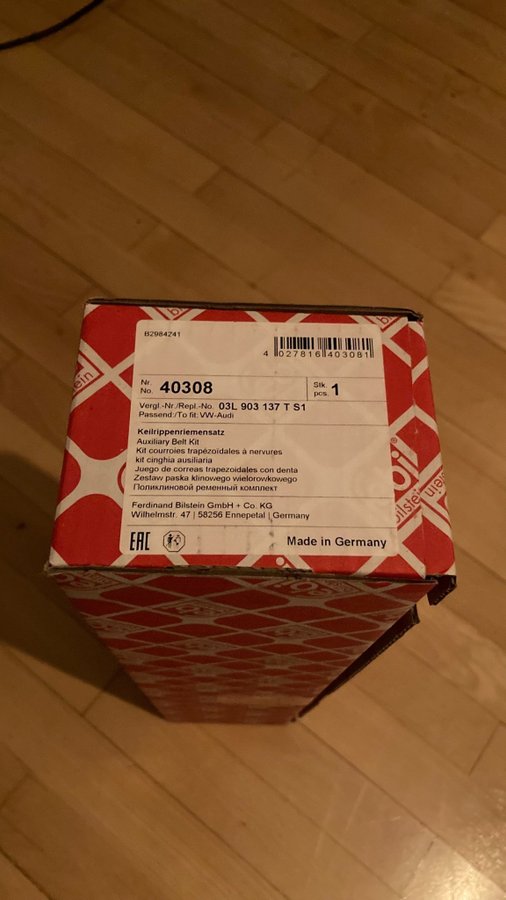 B2984241
4 027816 403081
Nr.
No. 40308
Stk.
pcs. 1
Vergl.-Nr./Repl.-No. 03L 903 137 T S1
Passend:/To fit: VW-Audi
Keilrippenriemensatz
Auxiliary Belt Kit
Kit courroies trapézoïdales à nervures
kit cinghia ausiliaria
Juego de correas trapezoidales con denta
Zestaw paska klinowego wielorowkowego
Поликлиновой ременный комплект
Ferdinand Bilstein GmbH + Co. KG
Wilhelmstr. 47 | 58256 Ennepetal | Germany
EAC
Made in Germany
bilstein